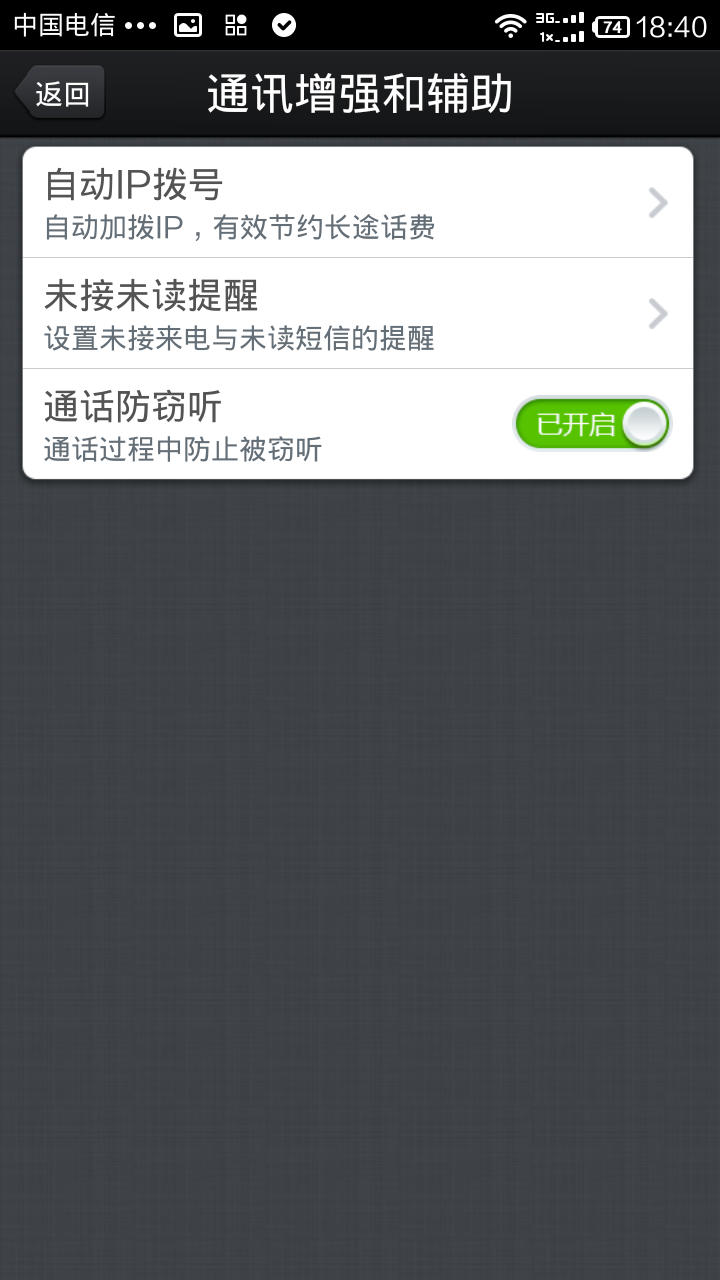 中国电信 ••• 3G 1x 74 18:40
返回 通讯增强和辅助
自动IP拨号
自动加拨IP，有效节约长途话费
未接未读提醒
设置未接来电与未读短信的提醒
通话防窃听
已开启
通话过程中防止被窃听